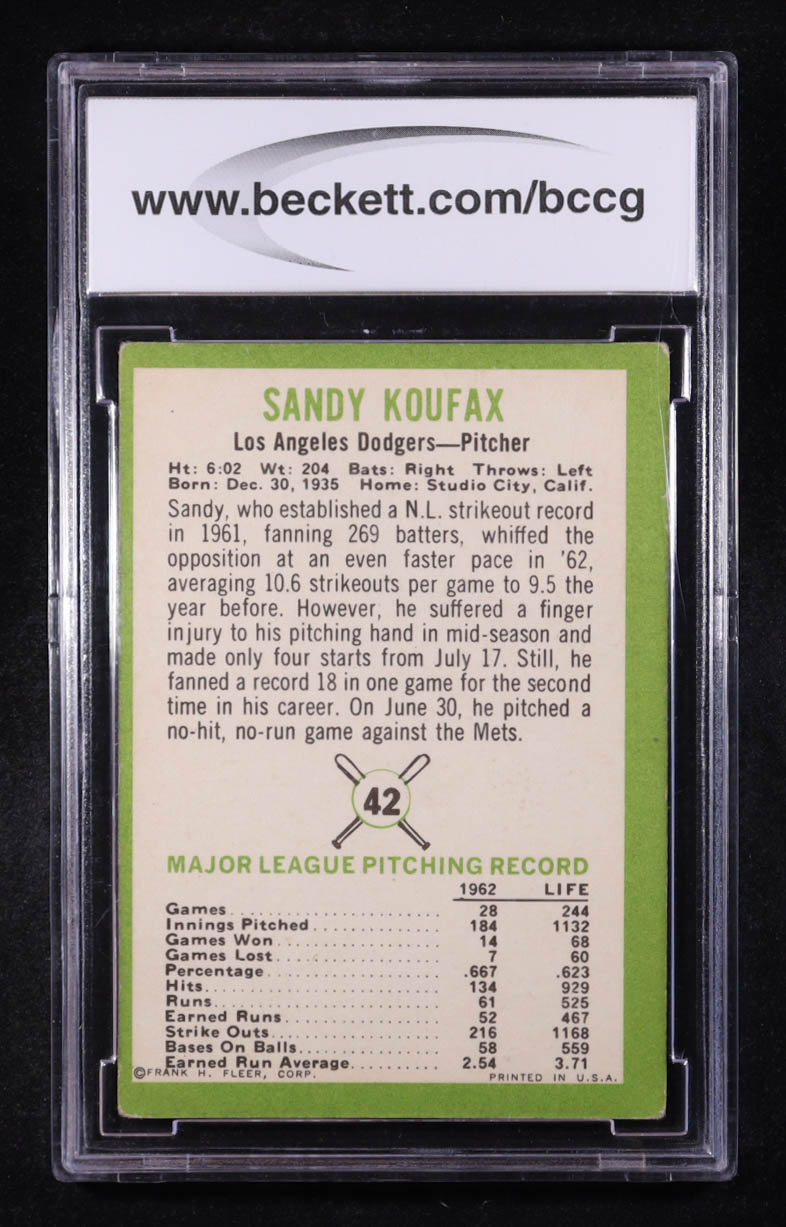 www.beckett.com/bccg
SANDY KOUFAX
Los Angeles Dodgers—Pitcher
Ht: 6:02 Wt: 204 Bats: Right Throws: Left
Born: Dec. 30, 1935 Home: Studio City, Calif.
Sandy, who established a N.L. strikeout record
in 1961, fanning 269 batters, whiffed the
opposition at an even faster pace in '62,
averaging 10.6 strikeouts per game to 9.5 the
year before. However, he suffered a finger
injury to his pitching hand in mid-season and
made only four starts from July 17. Still, he
fanned a record 18 in one game for the second
time in his career. On June 30, he pitched a
no-hit, no-run game against the Mets.
42
MAJOR LEAGUE PITCHING RECORD
1962 LIFE
Games 28 244
Innings Pitched 184 1132
Games Won 14 68
Games Lost 7 60
Percentage .667 .623
Hits 134 929
Runs 61 525
Earned Runs 52 467
Strike Outs 216 1168
Bases On Balls 58 559
Earned Run Average 2.54 3.71
©FRANK H. FLEER, CORP. PRINTED IN U.S.A.